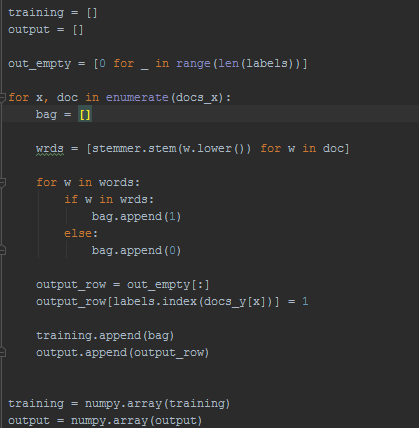 training = []
output = []

out_empty = [0 for _ in range(len(labels))]

for x, doc in enumerate(docs_x):
    bag = []

    wrds = [stemmer.stem(w.lower()) for w in doc]

    for w in words:
        if w in wrds:
            bag.append(1)
        else:
            bag.append(0)

    output_row = out_empty[:]
    output_row[labels.index(docs_y[x])] = 1

    training.append(bag)
    output.append(output_row)


training = numpy.array(training)
output = numpy.array(output)